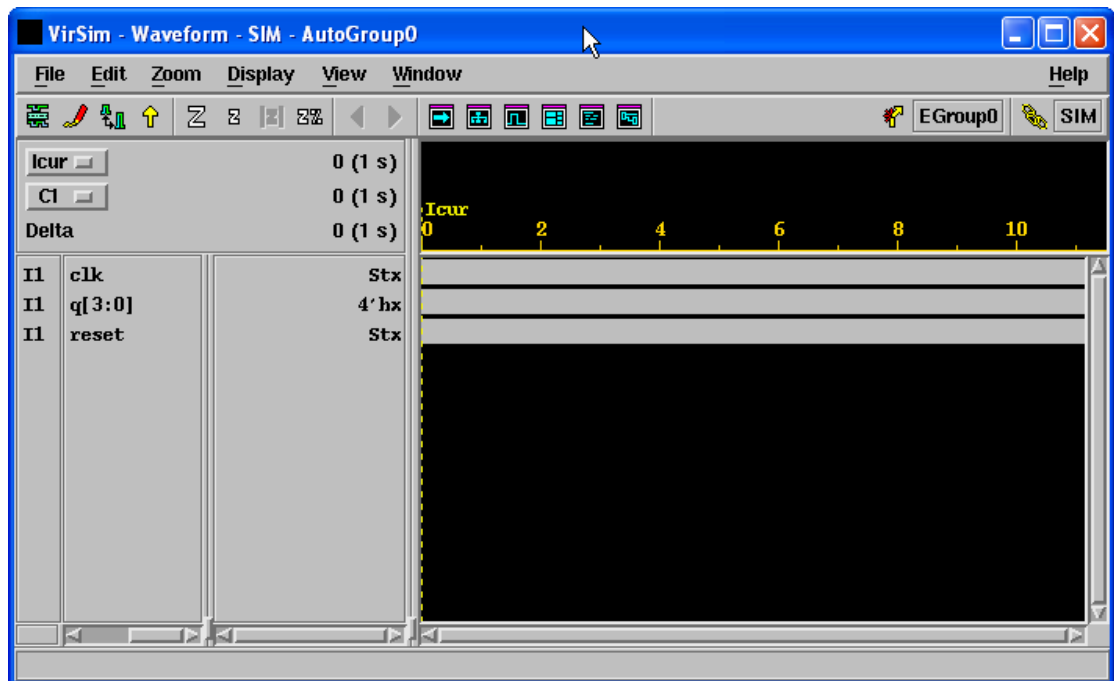 VirSim - Waveform - SIM - AutoGroup0
File Edit Zoom Display View Window Help
EGroup0 SIM
Icur 0 (1 s)
C1 0 (1 s)
Delta 0 (1 s)
Icur
0 2 4 6 8 10
I1 clk Stx
I1 q[3:0] 4'hx
I1 reset Stx